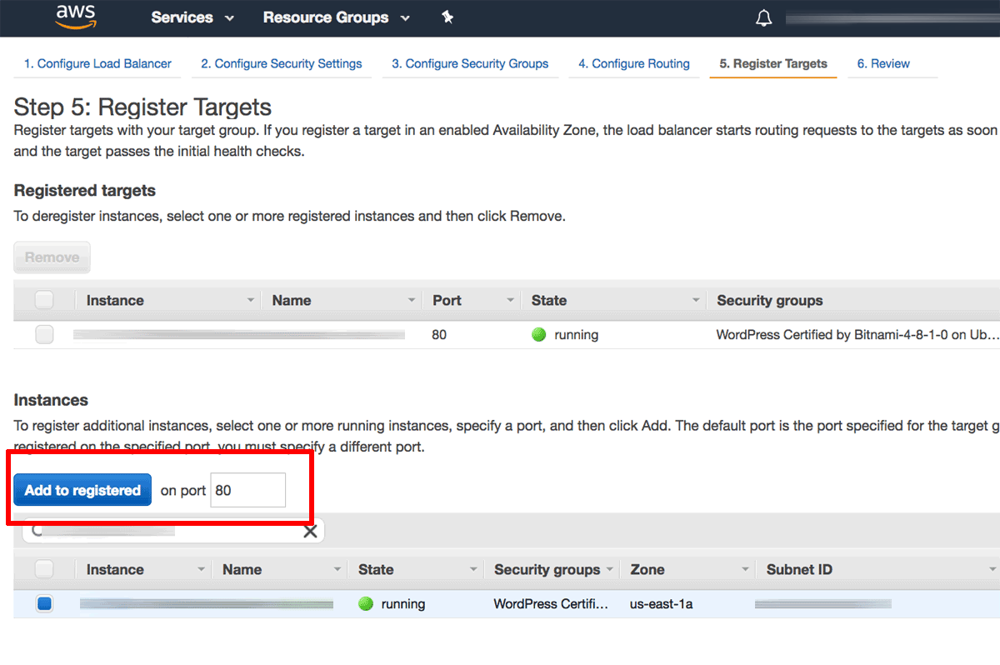 aws Services Resource Groups
1. Configure Load Balancer 2. Configure Security Settings 3. Configure Security Groups 4. Configure Routing 5. Register Targets 6. Review
Step 5: Register Targets
Register targets with your target group. If you register a target in an enabled Availability Zone, the load balancer starts routing requests to the targets as soon
and the target passes the initial health checks.
Registered targets
To deregister instances, select one or more registered instances and then click Remove.
Remove
Instance Name Port State Security groups
80 running WordPress Certified by Bitnami-4-8-1-0 on Ub...
Instances
To register additional instances, select one or more running instances, specify a port, and then click Add. The default port is the port specified for the target g
registered on the specified port, you must specify a different port.
Add to registered on port 80
Instance Name State Security groups Zone Subnet ID
running WordPress Certifi... us-east-1a